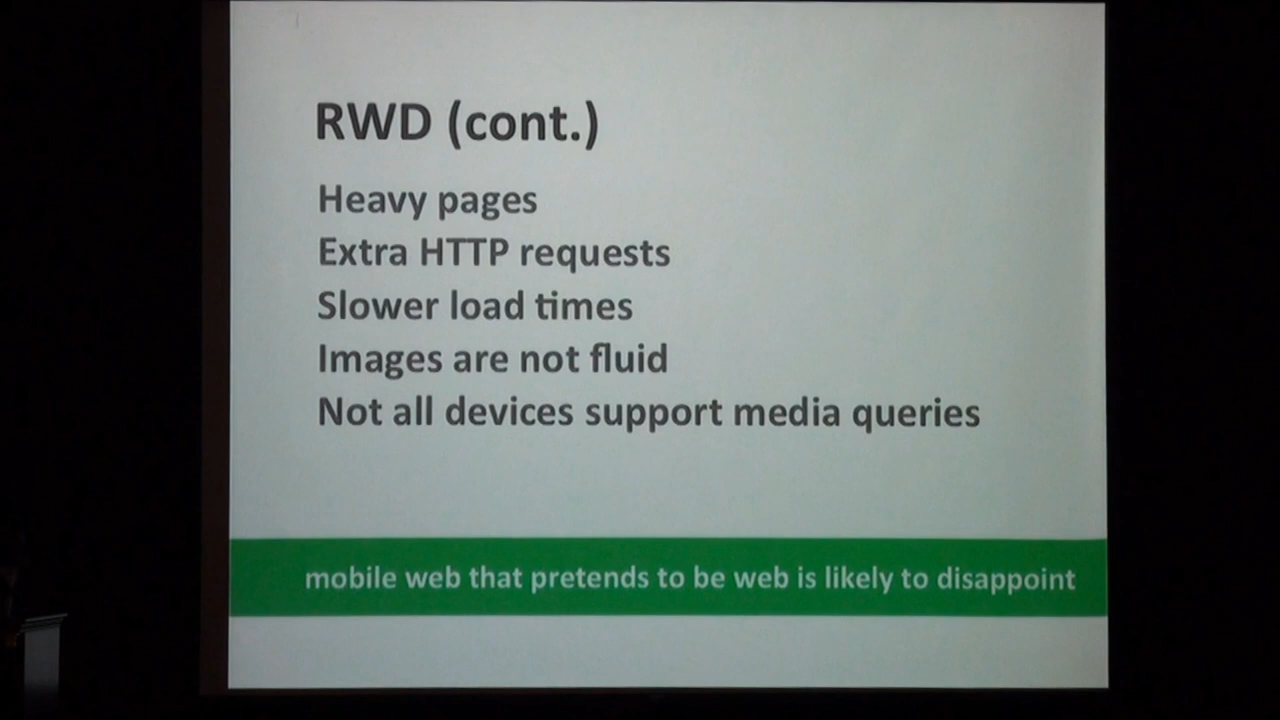 RWD (cont.)
Heavy pages
Extra HTTP requests
Slower load times
Images are not fluid
Not all devices support media queries
mobile web that pretends to be web is likely to disappoint